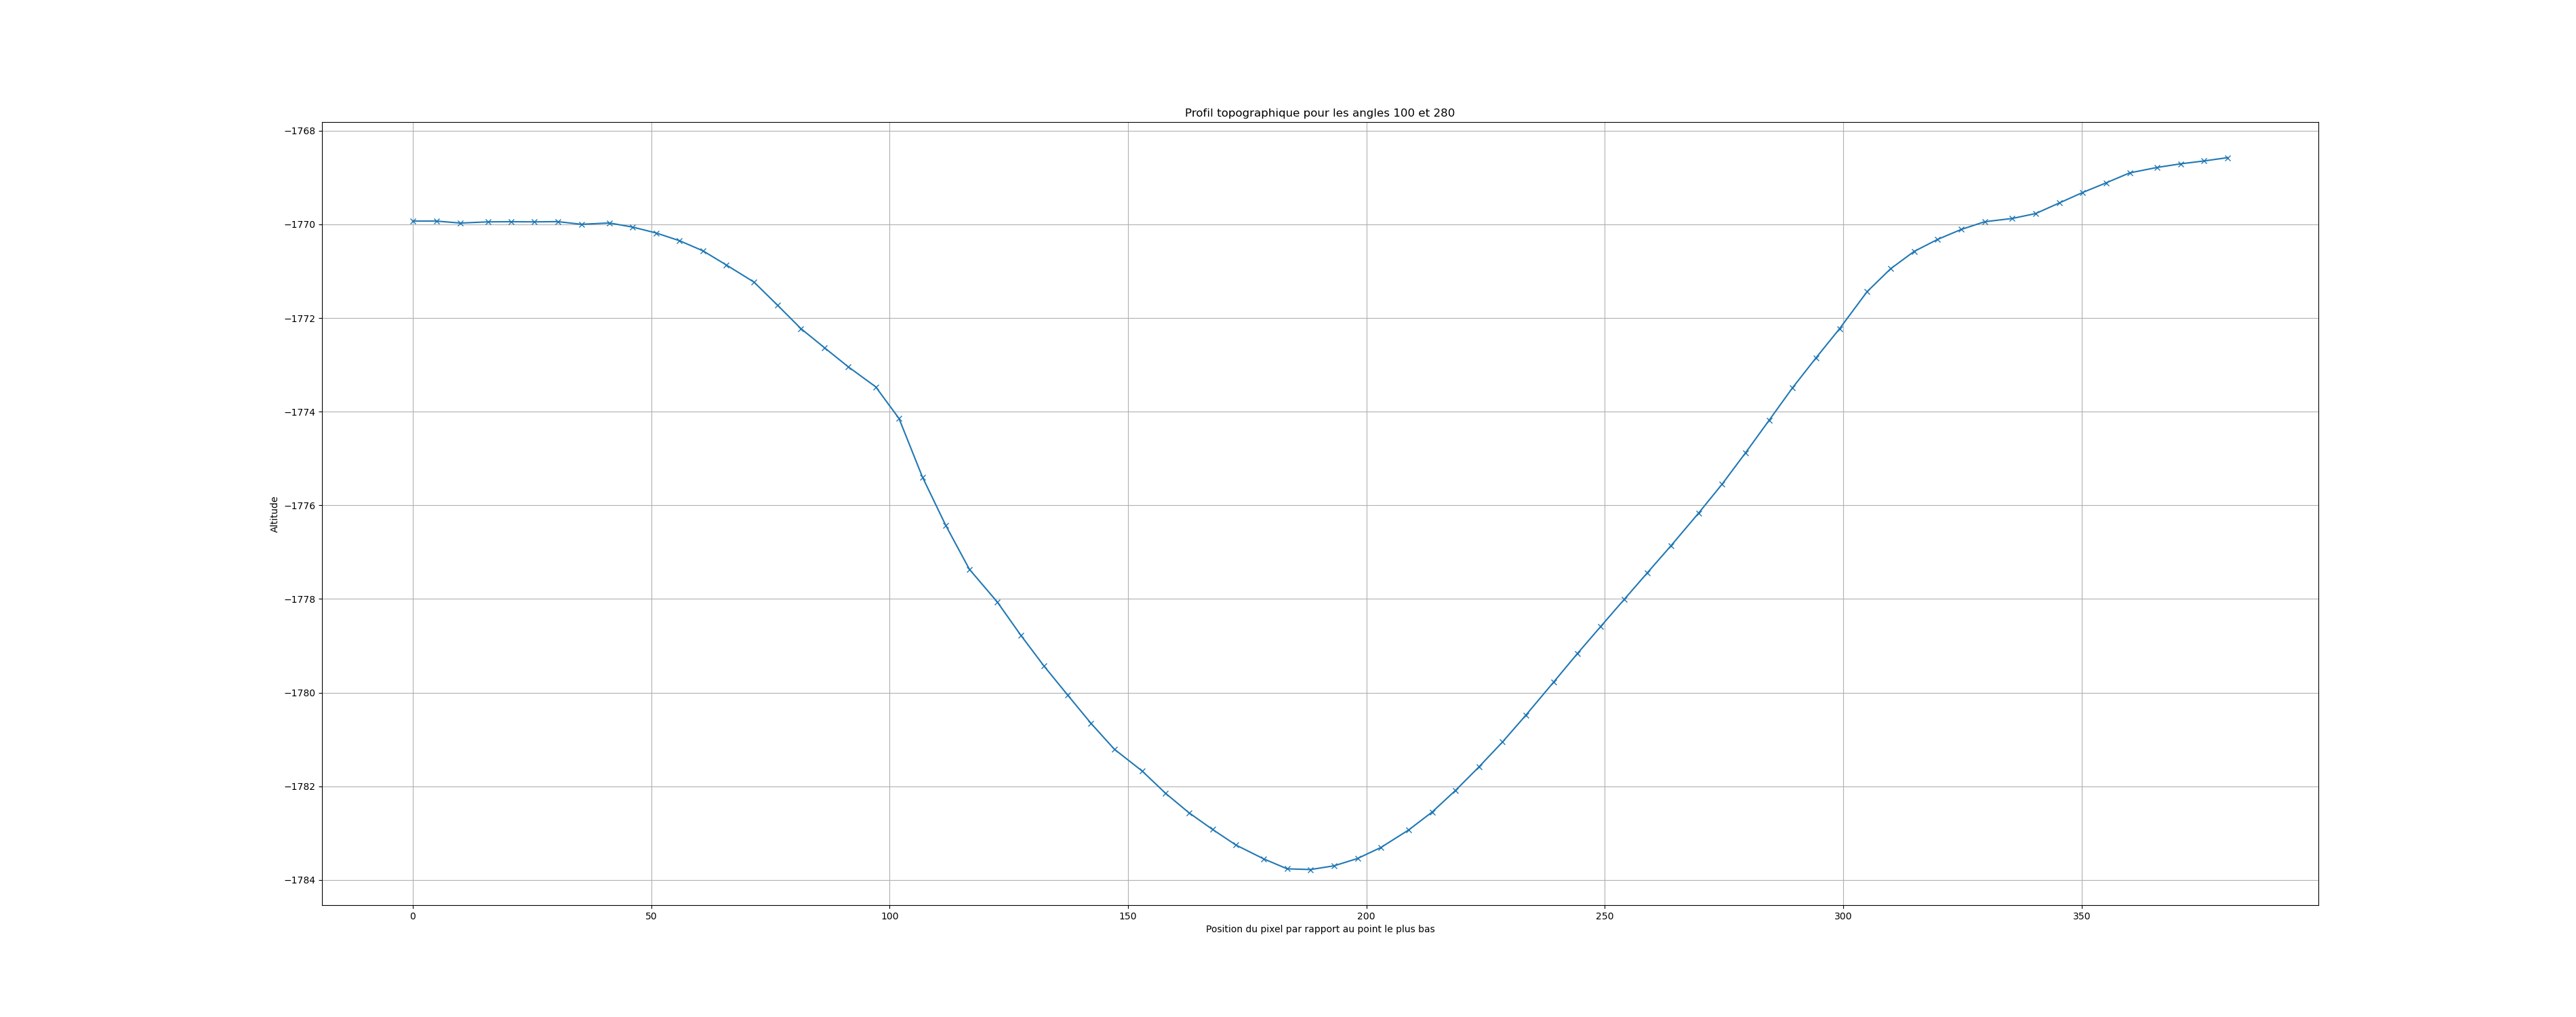 Profil topographique pour les angles 100 et 280
−1768
−1770
−1772
−1774
−1776
−1778
−1780
−1782
−1784
Altitude
0 50 100 150 200 250 300 350
Position du pixel par rapport au point le plus bas